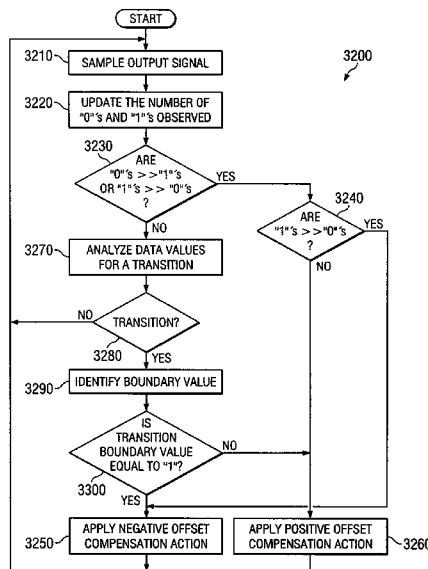 START
3200
3210
SAMPLE OUTPUT SIGNAL
3220
UPDATE THE NUMBER OF
"0"'s AND "1"'s OBSERVED
3230
ARE
"0"'s >> "1"'s
OR "1"'s >> "0"'s
?
YES
NO
3240
ARE
"1"'s >> "0"'s
?
YES
NO
3270
ANALYZE DATA VALUES
FOR A TRANSITION
NO
TRANSITION?
3280
YES
3290
IDENTIFY BOUNDARY VALUE
IS
TRANSITION
BOUNDARY VALUE
EQUAL TO "1"?
NO
3300
YES
3250
APPLY NEGATIVE OFFSET
COMPENSATION ACTION
APPLY POSITIVE OFFSET
COMPENSATION ACTION
3260